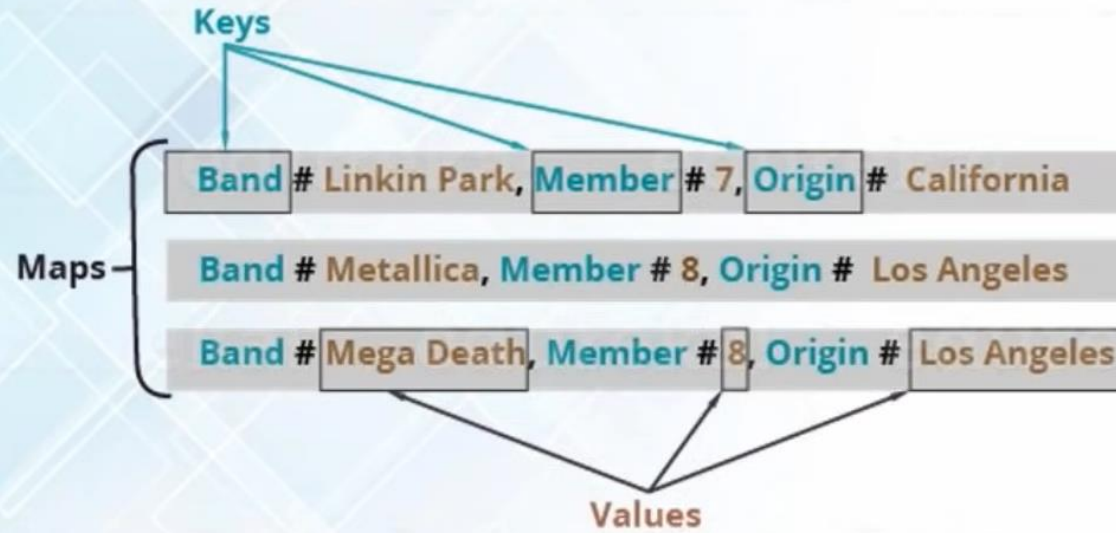 Keys
Band # Linkin Park, Member # 7, Origin # California
Maps
Band # Metallica, Member # 8, Origin # Los Angeles
Band # Mega Death, Member # 8, Origin # Los Angeles
Values